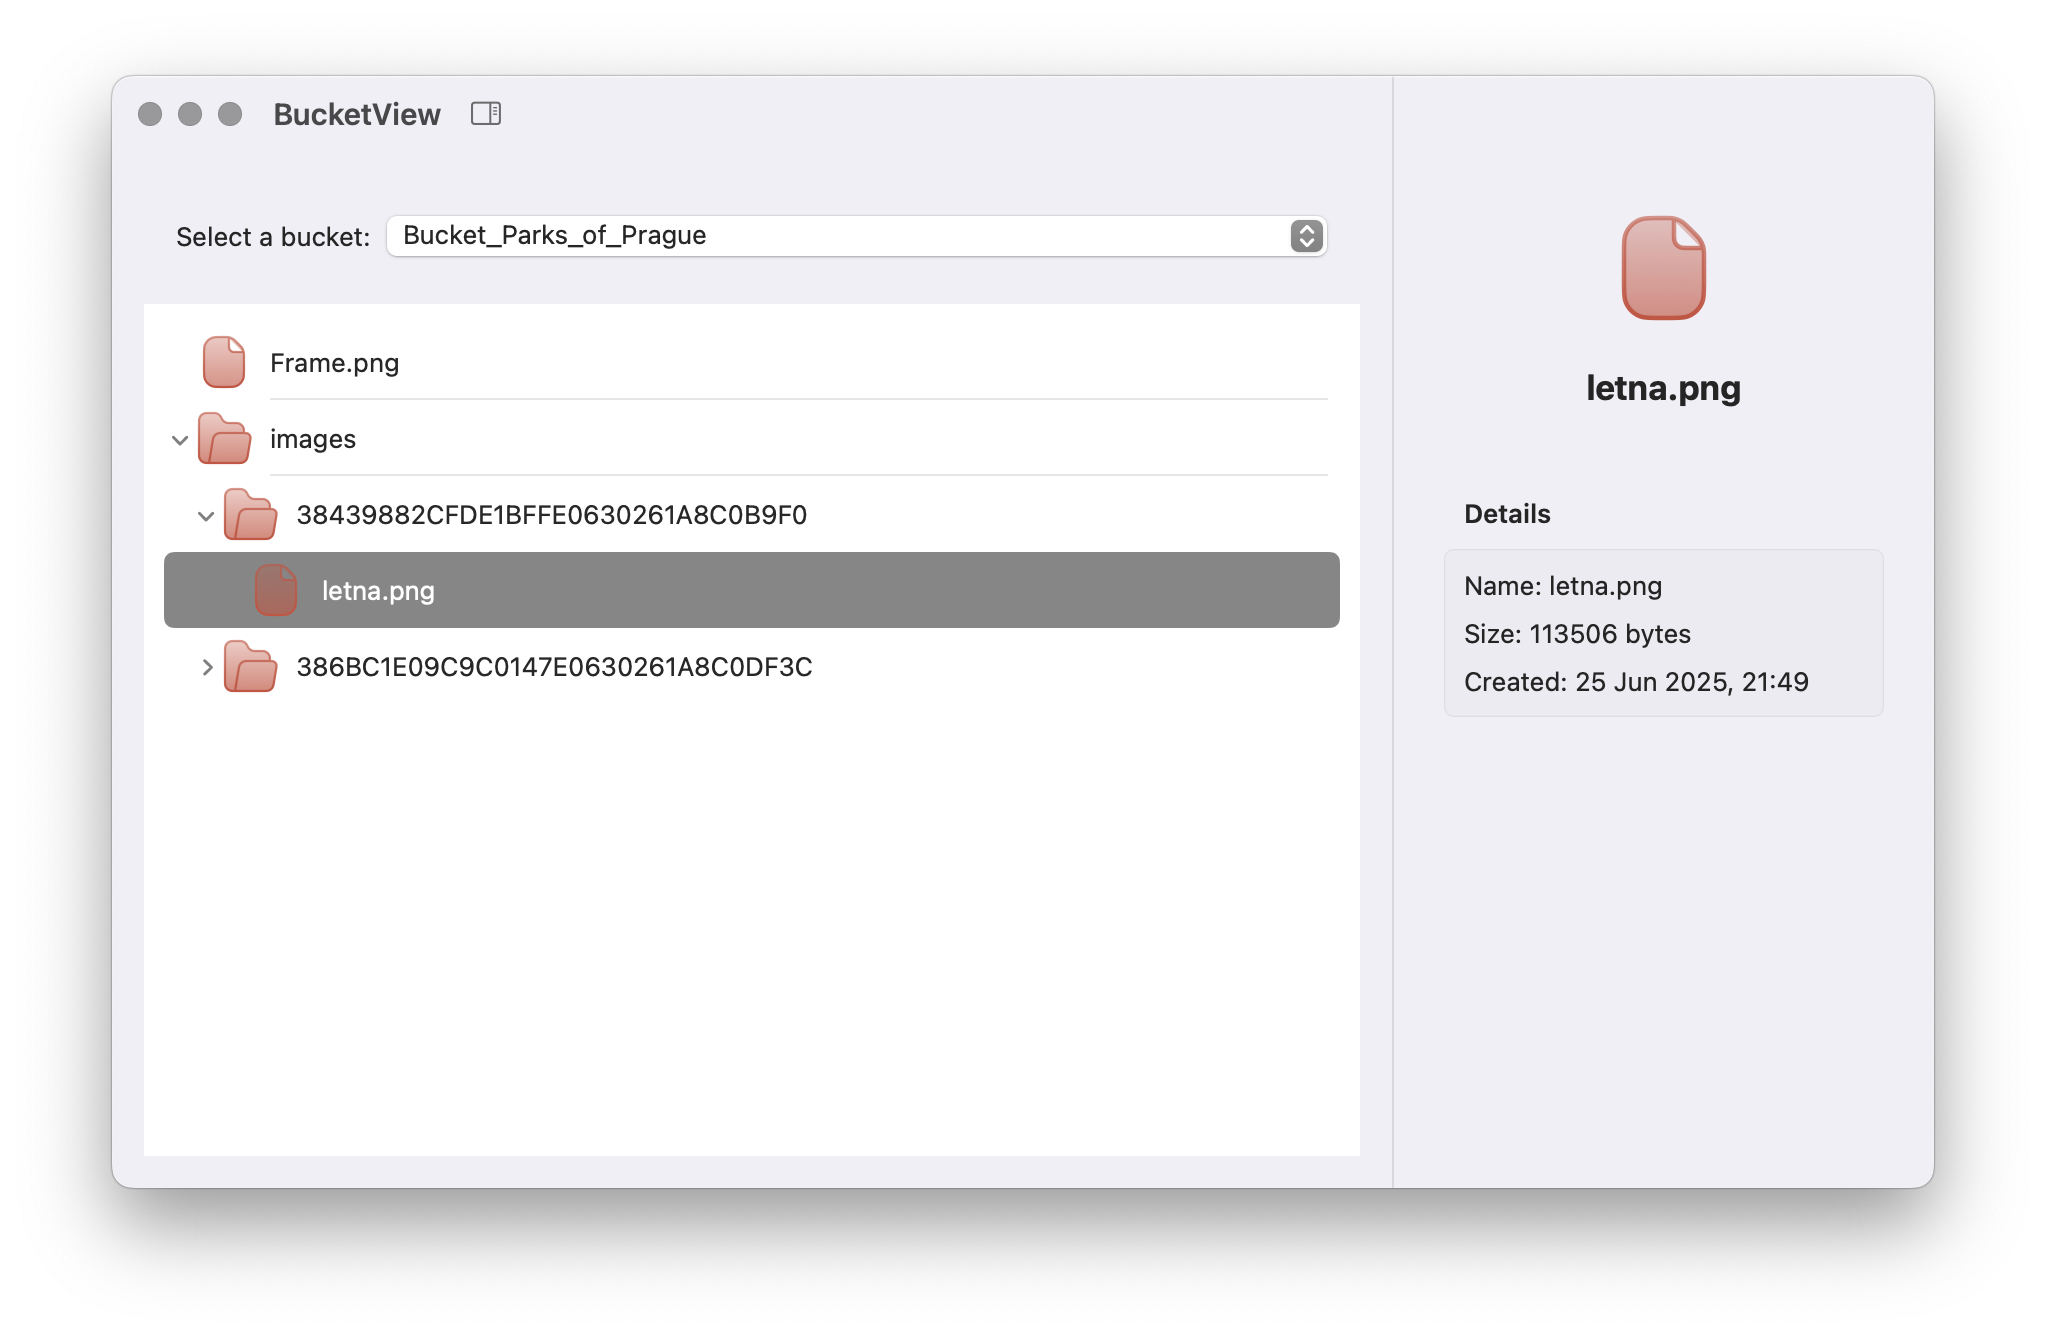 BucketView
Select a bucket: Bucket_Parks_of_Prague
Frame.png
images
38439882CFDE1BFFE0630261A8C0B9F0
letna.png
386BC1E09C9C0147E0630261A8C0DF3C
letna.png
Details
Name: letna.png
Size: 113506 bytes
Created: 25 Jun 2025, 21:49